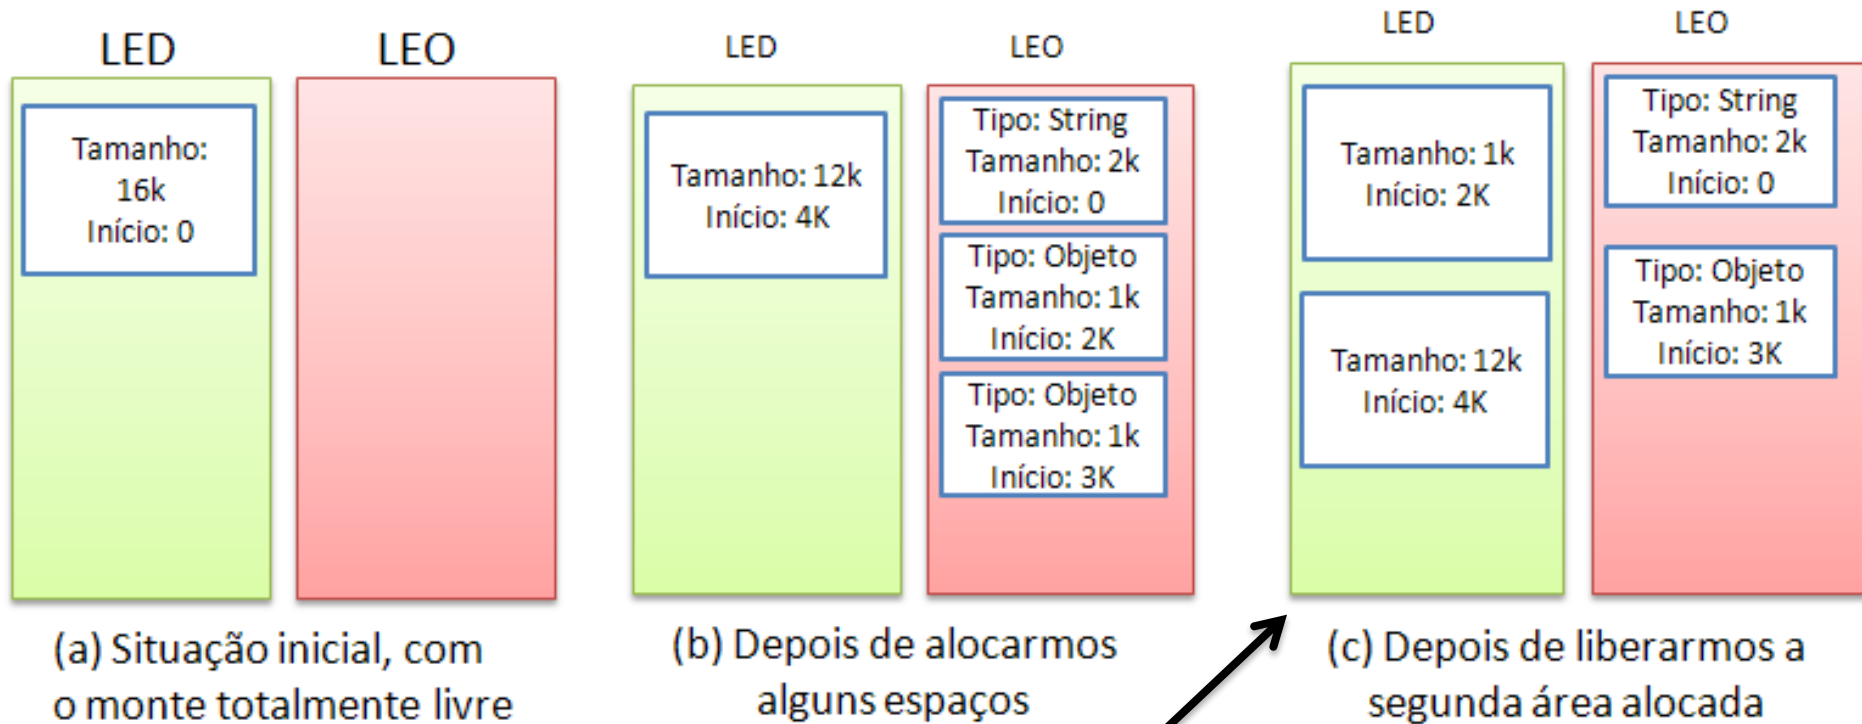 LED
LEO
Tamanho:
16k
Início: 0
(a) Situação inicial, com
o monte totalmente livre
LED
LEO
Tamanho: 12k
Início: 4K
Tipo: String
Tamanho: 2k
Início: 0
Tipo: Objeto
Tamanho: 1k
Início: 2K
Tipo: Objeto
Tamanho: 1k
Início: 3K
(b) Depois de alocarmos
alguns espaços
LED
LEO
Tamanho: 1k
Início: 2K
Tamanho: 12k
Início: 4K
Tipo: String
Tamanho: 2k
Início: 0
Tipo: Objeto
Tamanho: 1k
Início: 3K
(c) Depois de liberarmos a
segunda área alocada